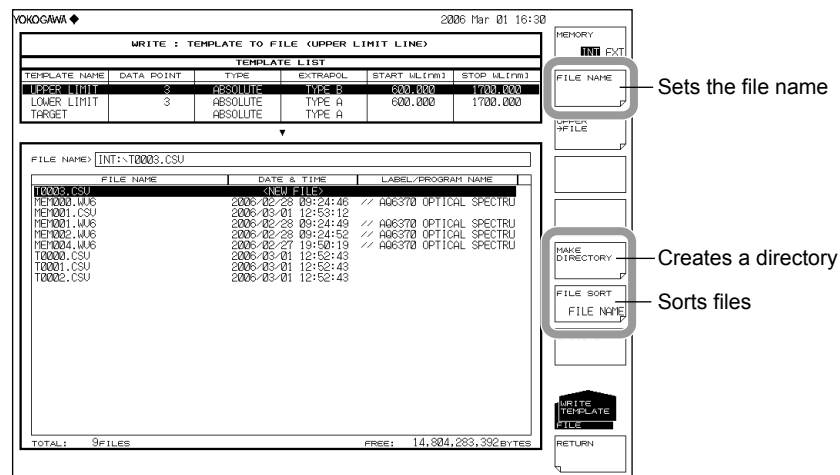 YOKOGAWA ◆ 2006 Mar 01 16:30
WRITE : TEMPLATE TO FILE (UPPER LIMIT LINE)
TEMPLATE LIST
TEMPLATE NAME DATA POINT TYPE EXTRAPOL START WL[nm] STOP WL[nm]
UPPER LIMIT 3 ABSOLUTE TYPE B 600.000 1700.000
LOWER LIMIT 3 ABSOLUTE TYPE A 600.000 1700.000
TARGET ABSOLUTE TYPE A
▼
FILE NAME> INT:\T0003.CSV
FILE NAME DATE & TIME LABEL/PROGRAM NAME
T0003.CSV <NEW FILE>
MEM000.WV6 2006/02/28 09:24:46 // AQ6370 OPTICAL SPECTRU
MEM001.CSV 2006/03/01 12:53:12
MEM001.WV6 2006/02/28 09:24:49 // AQ6370 OPTICAL SPECTRU
MEM002.WV6 2006/02/28 09:24:52 // AQ6370 OPTICAL SPECTRU
MEM004.WV6 2006/02/27 19:50:19 // AQ6370 OPTICAL SPECTRU
T0000.CSV 2006/03/01 12:52:43
T0001.CSV 2006/03/01 12:52:43
T0002.CSV 2006/03/01 12:52:43
TOTAL: 9FILES FREE: 14,804,283,392BYTES
MEMORY
INT EXT
FILE NAME
UPPER
→FILE
MAKE
DIRECTORY
FILE SORT
FILE NAME
WRITE
TEMPLATE
FILE
RETURN
Sets the file name
Creates a directory
Sorts files